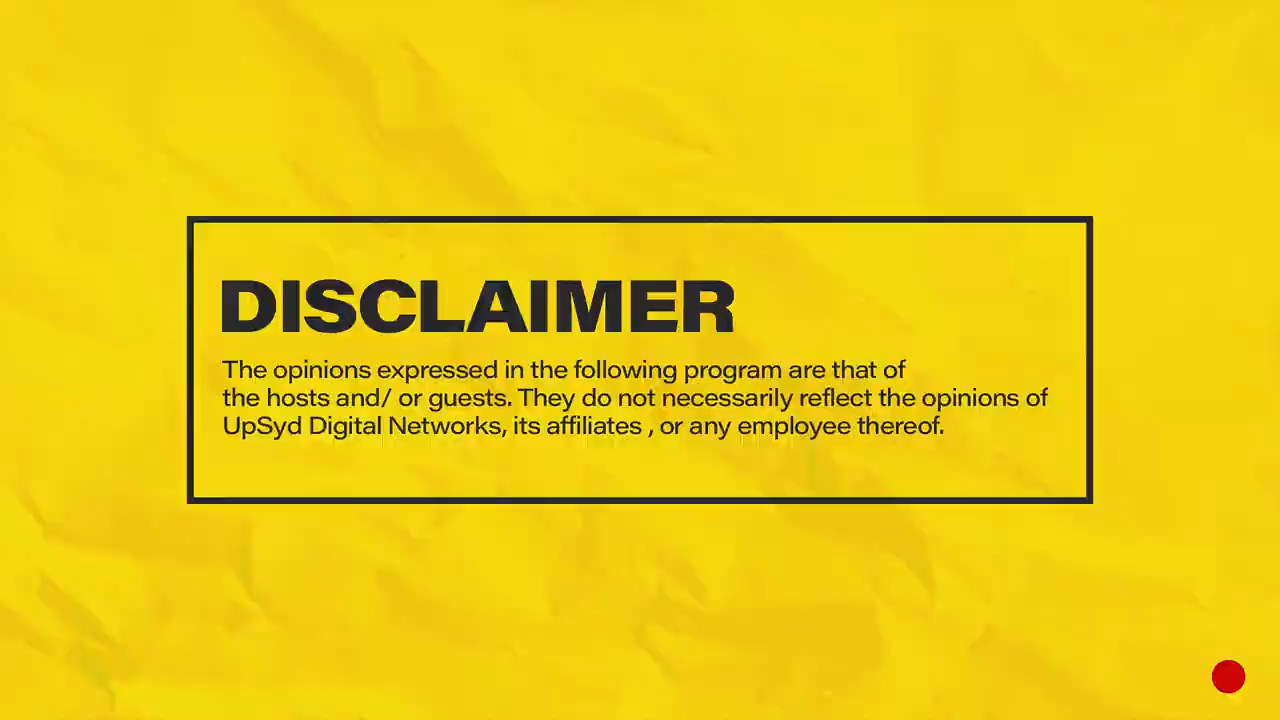 DISCLAIMER
The opinions expressed in the following program are that of
the hosts and/ or guests. They do not necessarily reflect the opinions of
UpSyd Digital Networks, its affiliates , or any employee thereof.